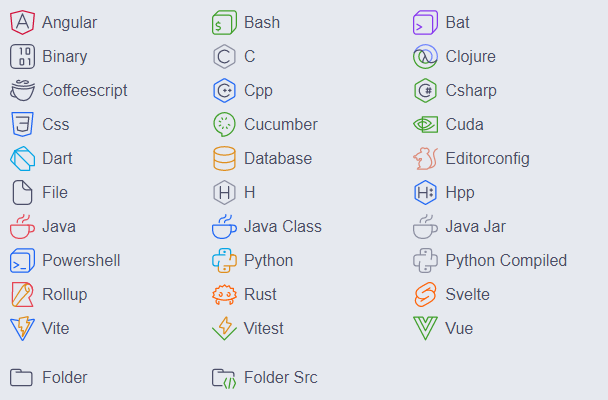 Angular Bash Bat
Binary C Clojure
Coffeescript Cpp Csharp
Css Cucumber Cuda
Dart Database Editorconfig
File H Hpp
Java Java Class Java Jar
Powershell Python Python Compiled
Rollup Rust Svelte
Vite Vitest Vue
Folder Folder Src